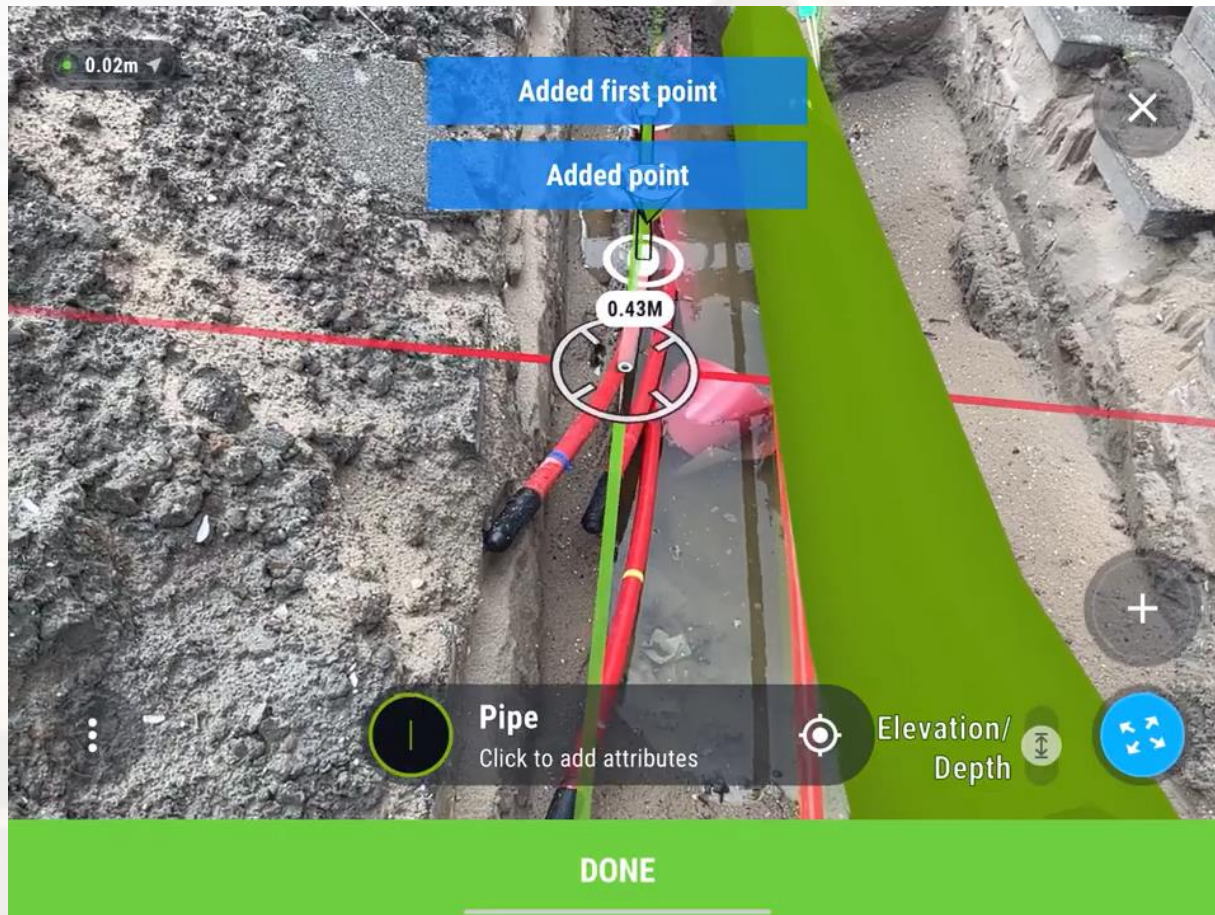 0.02m
Added first point
Added point
0.43M
Pipe
Click to add attributes
Elevation/
Depth
DONE